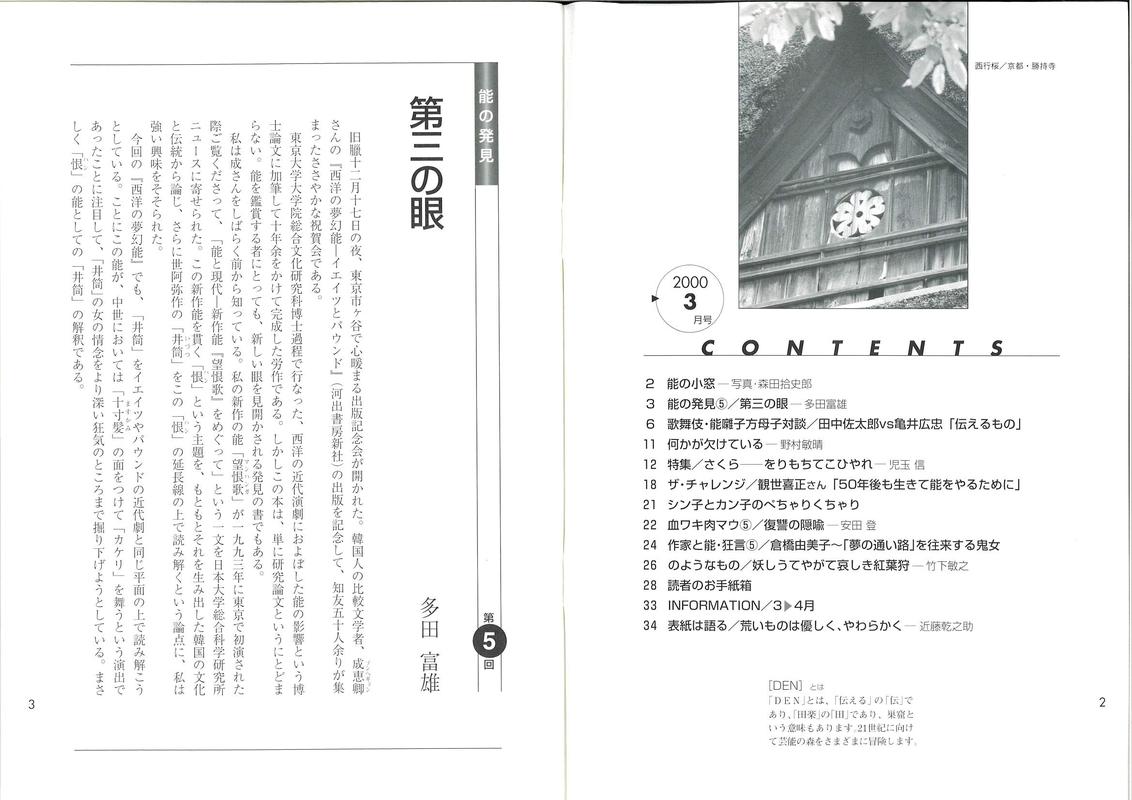 西行桜／京都・勝持寺
2000
3
月号
CONTENTS
2 能の小窓 ― 写真・森田拾史郎
3 能の発見⑤／第三の眼 ― 多田富雄
6 歌舞伎・能囃子方母子対談／田中佐太郎vs亀井広忠「伝えるもの」
11 何かが欠けている ― 野村敏晴
12 特集／さくら――をりもちてこひやれ ― 児玉 信
18 ザ・チャレンジ／観世喜正さん「50年後も生きて能をやるために」
21 シン子とカン子のぺちゃりくちゃり
22 血ワキ肉マウ⑤／復讐の隠喩 ― 安田 登
24 作家と能・狂言⑤／倉橋由美子～「夢の通い路」を往来する鬼女
26 のようなもの／妖しうてやがて哀しき紅葉狩 ― 竹下敏之
28 読者のお手紙箱
33 INFORMATION／3▶4月
34 表紙は語る／荒いものは優しく、やわらかく ― 近藤乾之助
［DEN］とは
「ＤＥＮ」とは、「伝える」の「伝」で
あり、「田楽」の「田」であり、巣窟と
いう意味もあります。21世紀に向け
て芸能の森をさまざまに冒険します。
2
能の発見
第5回
第三の眼
多田 富雄
旧臘十二月十七日の夜、東京市ヶ谷で心暖まる出版記念会が開かれた。韓国人の比較文学者、成恵卿
さんの『西洋の夢幻能―イエイツとパウンド』（河出書房新社）の出版を記念して、知友五十人余りが集
まったささやかな祝賀会である。
東京大学大学院総合文化研究科博士過程で行なった、西洋の近代演劇におよぼした能の影響という博
士論文に加筆して十年余をかけて完成した労作である。しかしこの本は、単に研究論文というにとどま
らない。能を鑑賞する者にとっても、新しい眼を見開かされる発見の書でもある。
私は成さんをしばらく前から知っている。私の新作の能「望恨歌」が一九九三年に東京で初演された
際ご覧くださって、「能と現代―新作能『望恨歌』をめぐって」という一文を日本大学総合科学研究所
ニュースに寄せられた。この新作能を貫く「恨」という主題を、もともとそれを生み出した韓国の文化
と伝統から論じ、さらに世阿弥作の「井筒」をこの「恨」の延長線の上で読み解くという論点に、私は
強い興味をそそられた。
今回の『西洋の夢幻能』でも、「井筒」をイエイツやパウンドの近代劇と同じ平面の上で読み解こう
としている。ことにこの能が、中世においては「十寸髪」の面をつけて「カケリ」を舞うという演出で
あったことに注目して、「井筒」の女の情念をより深い狂気のところまで掘り下げようとしている。まさ
しく「恨」の能としての「井筒」の解釈である。
3